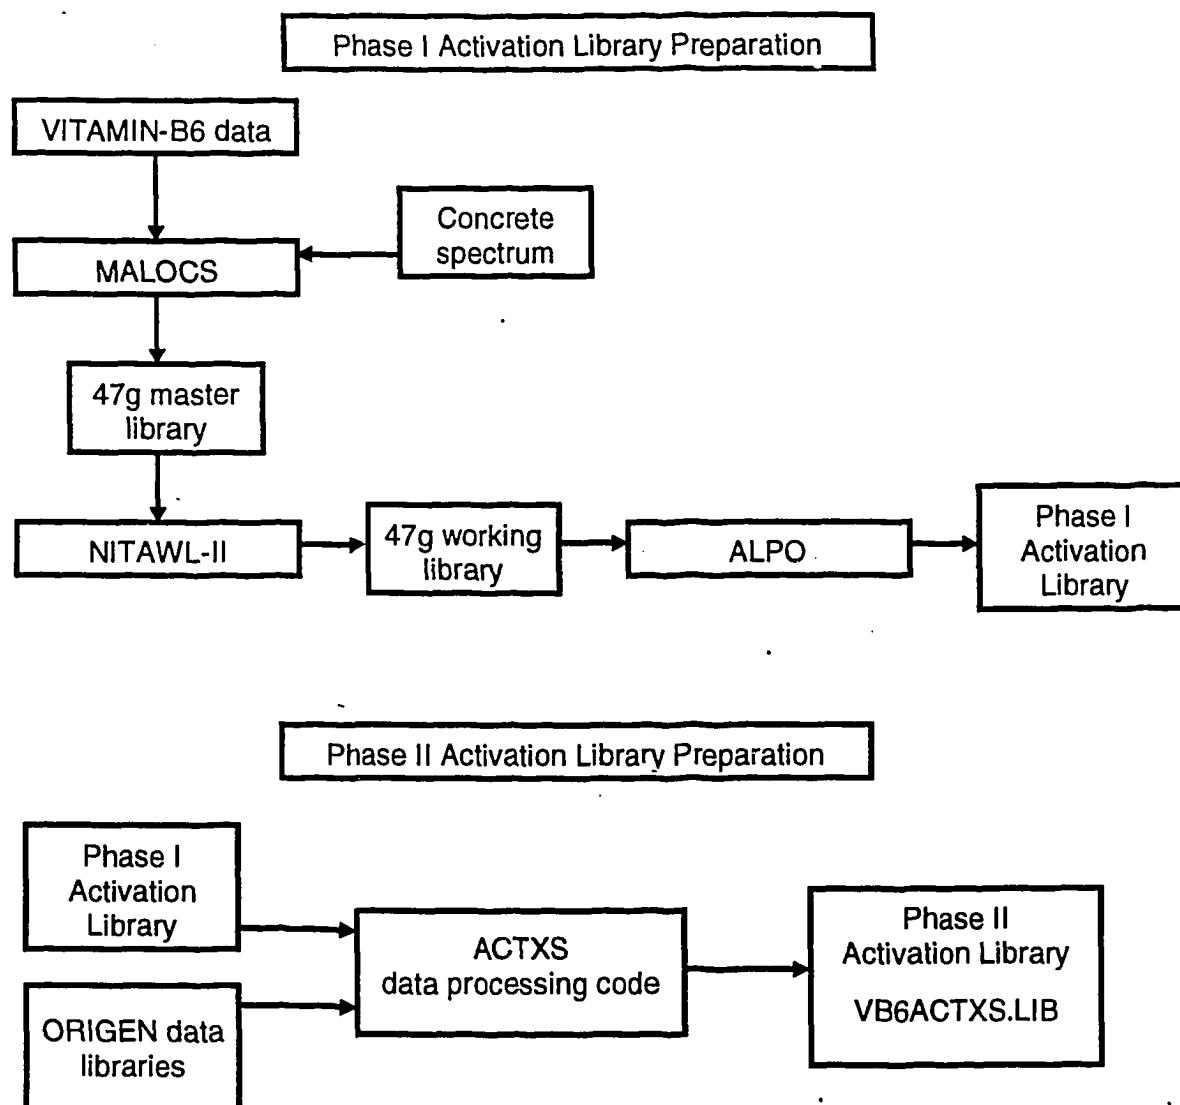 Phase I Activation Library Preparation
VITAMIN-B6 data
Concrete
spectrum
MALOCS
47g master
library
NITAWL-II
47g working
library
ALPO
Phase I
Activation
Library
Phase II Activation Library Preparation
Phase I
Activation
Library
ACTXS
data processing code
Phase II
Activation Library
VB6ACTXS.LIB
ORIGEN data
libraries